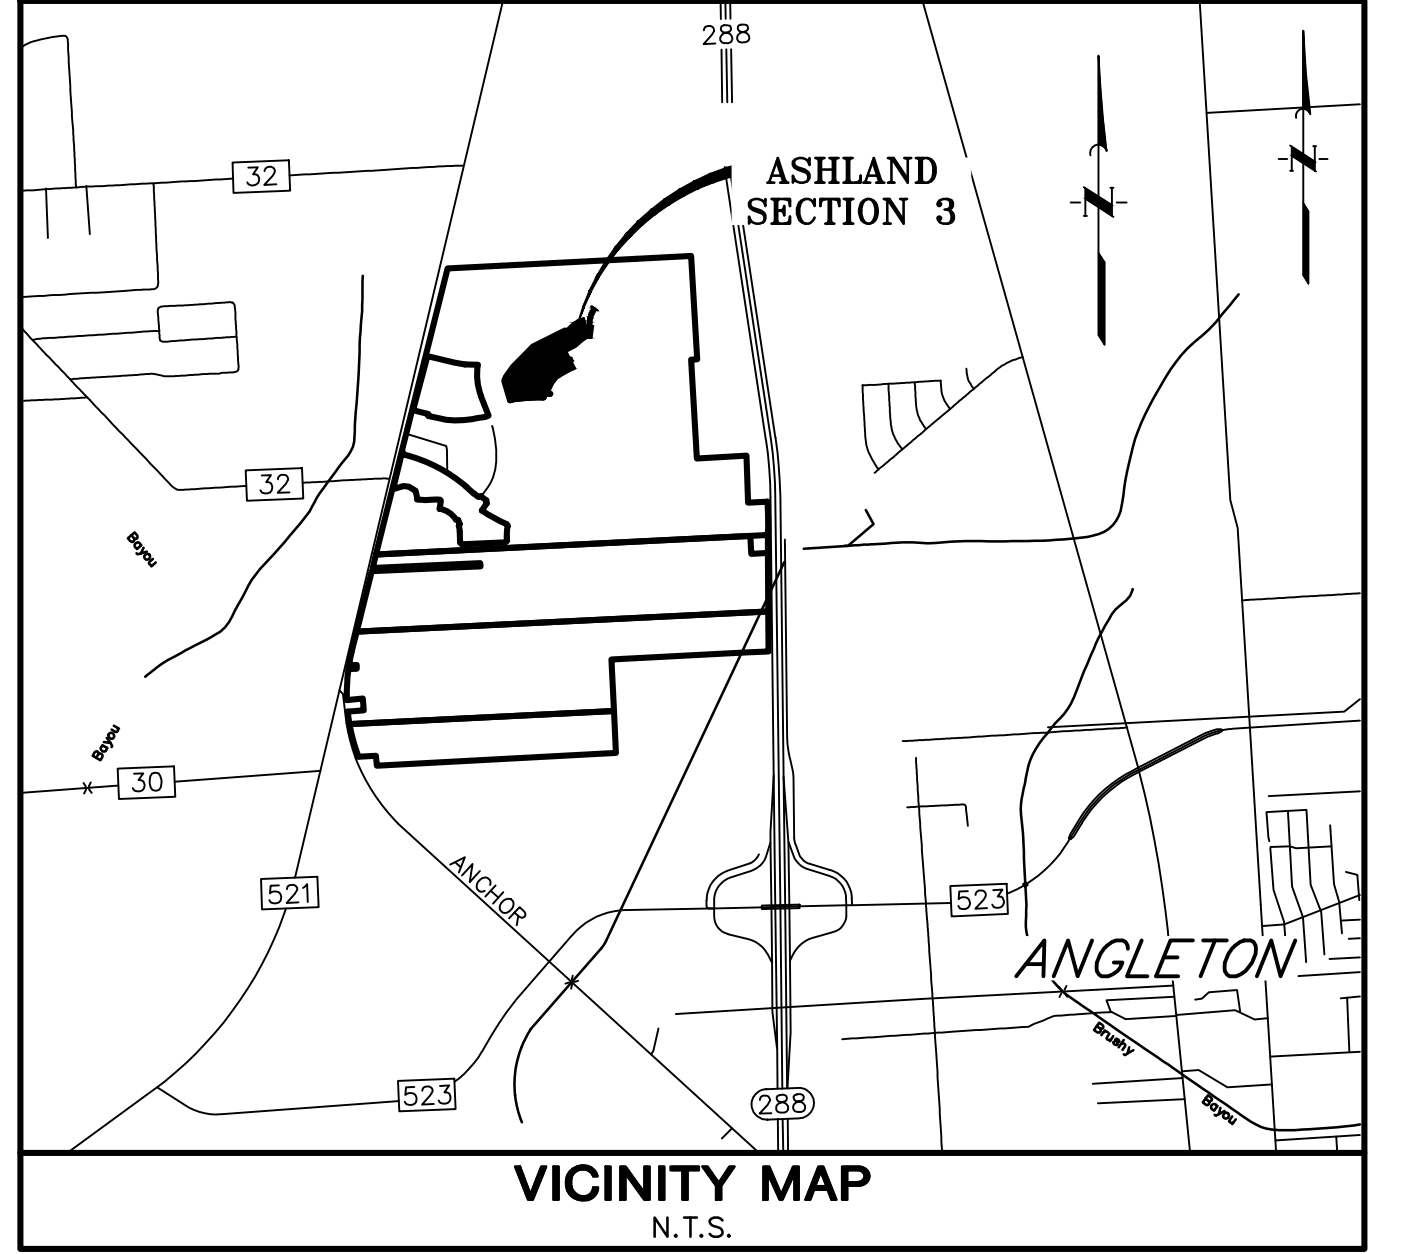 288
32
ASHLAND
SECTION 3
N
N
32
Bayou
Bayou
30
521
ANCHOR
523
ANGLETON
Brushy
Bayou
523
288
VICINITY MAP
N.T.S.